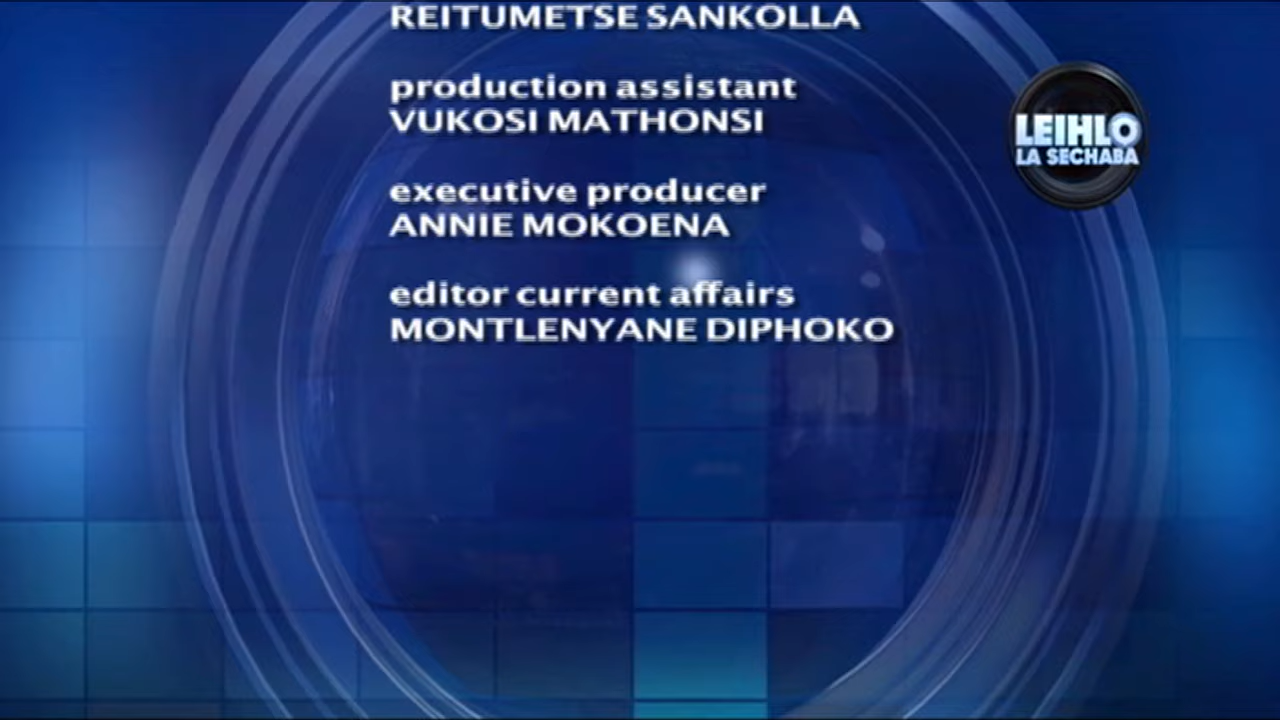 REITUMETSE SANKOLLA
production assistant
VUKOSI MATHONSI
executive producer
ANNIE MOKOENA
editor current affairs
MONTLENYANE DIPHOKO
LEIHLO
LA SECHABA